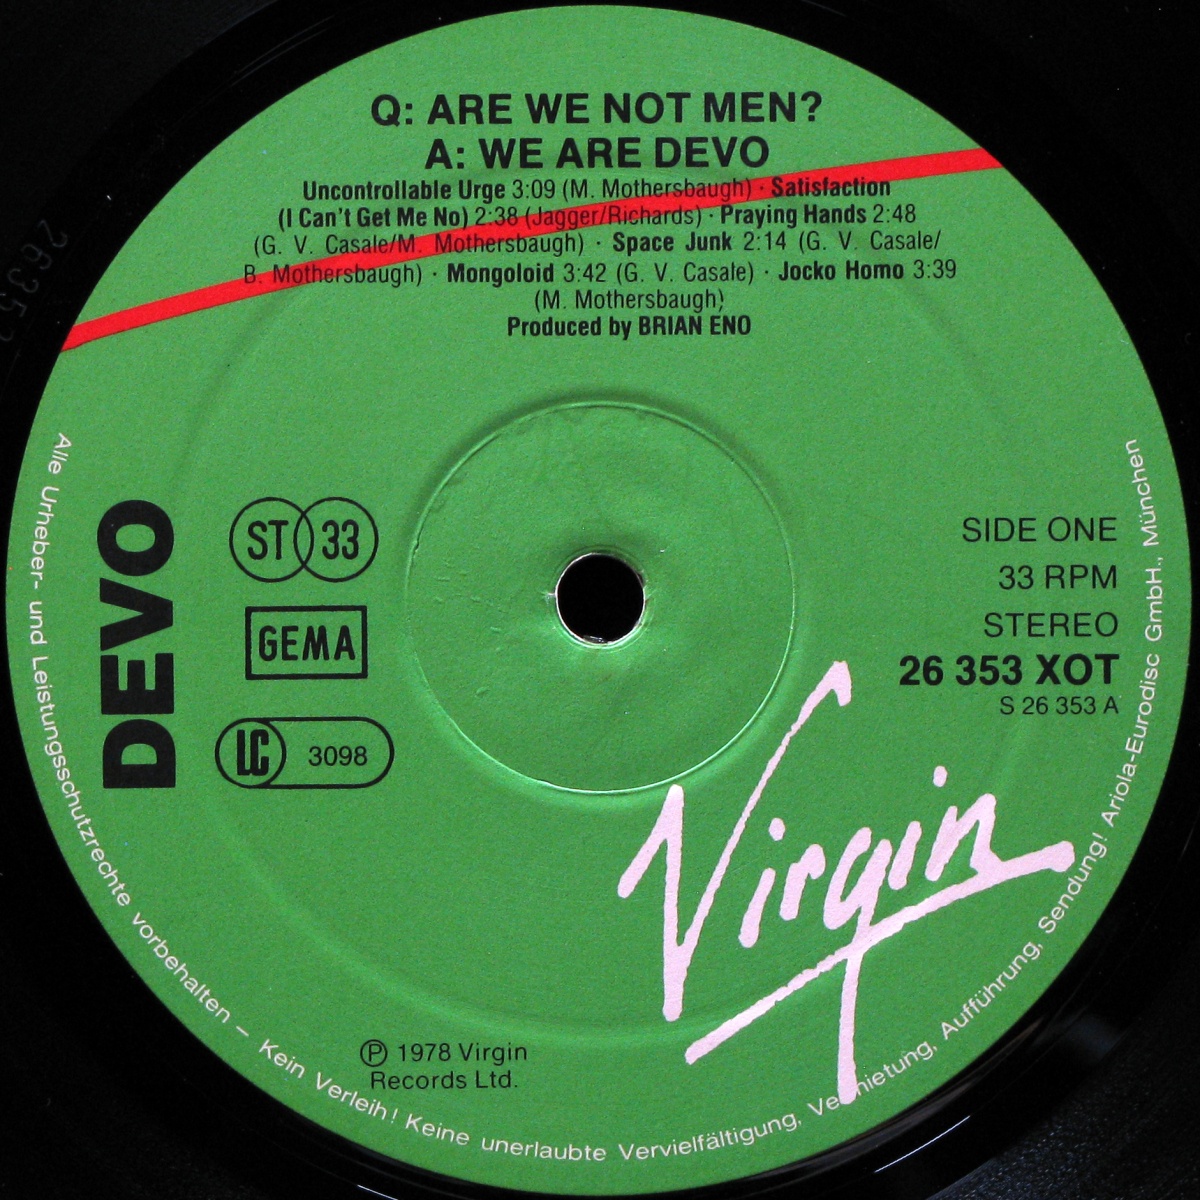 Q: ARE WE NOT MEN?
A: WE ARE DEVO
Uncontrollable Urge 3:09 (M. Mothersbaugh) · Satisfaction
(I Can't Get Me No) 2:38 (Jagger/Richards) · Praying Hands 2:48
(G. V. Casale/M. Mothersbaugh) · Space Junk 2:14 (G. V. Casale/
B. Mothersbaugh) · Mongoloid 3:42 (G. V. Casale) · Jocko Homo 3:39
(M. Mothersbaugh)
Produced by BRIAN ENO
DEVO
ST 33
GEMA
LC 3098
SIDE ONE
33 RPM
STEREO
26 353 XOT
S 26 353 A
Virgin
Ⓟ 1978 Virgin
Records Ltd.
Alle Urheber- und Leistungsschutzrechte vorbehalten – Kein Verleih! Keine unerlaubte Vervielfältigung, Vermietung, Aufführung, Sendung! Ariola-Eurodisc GmbH., München